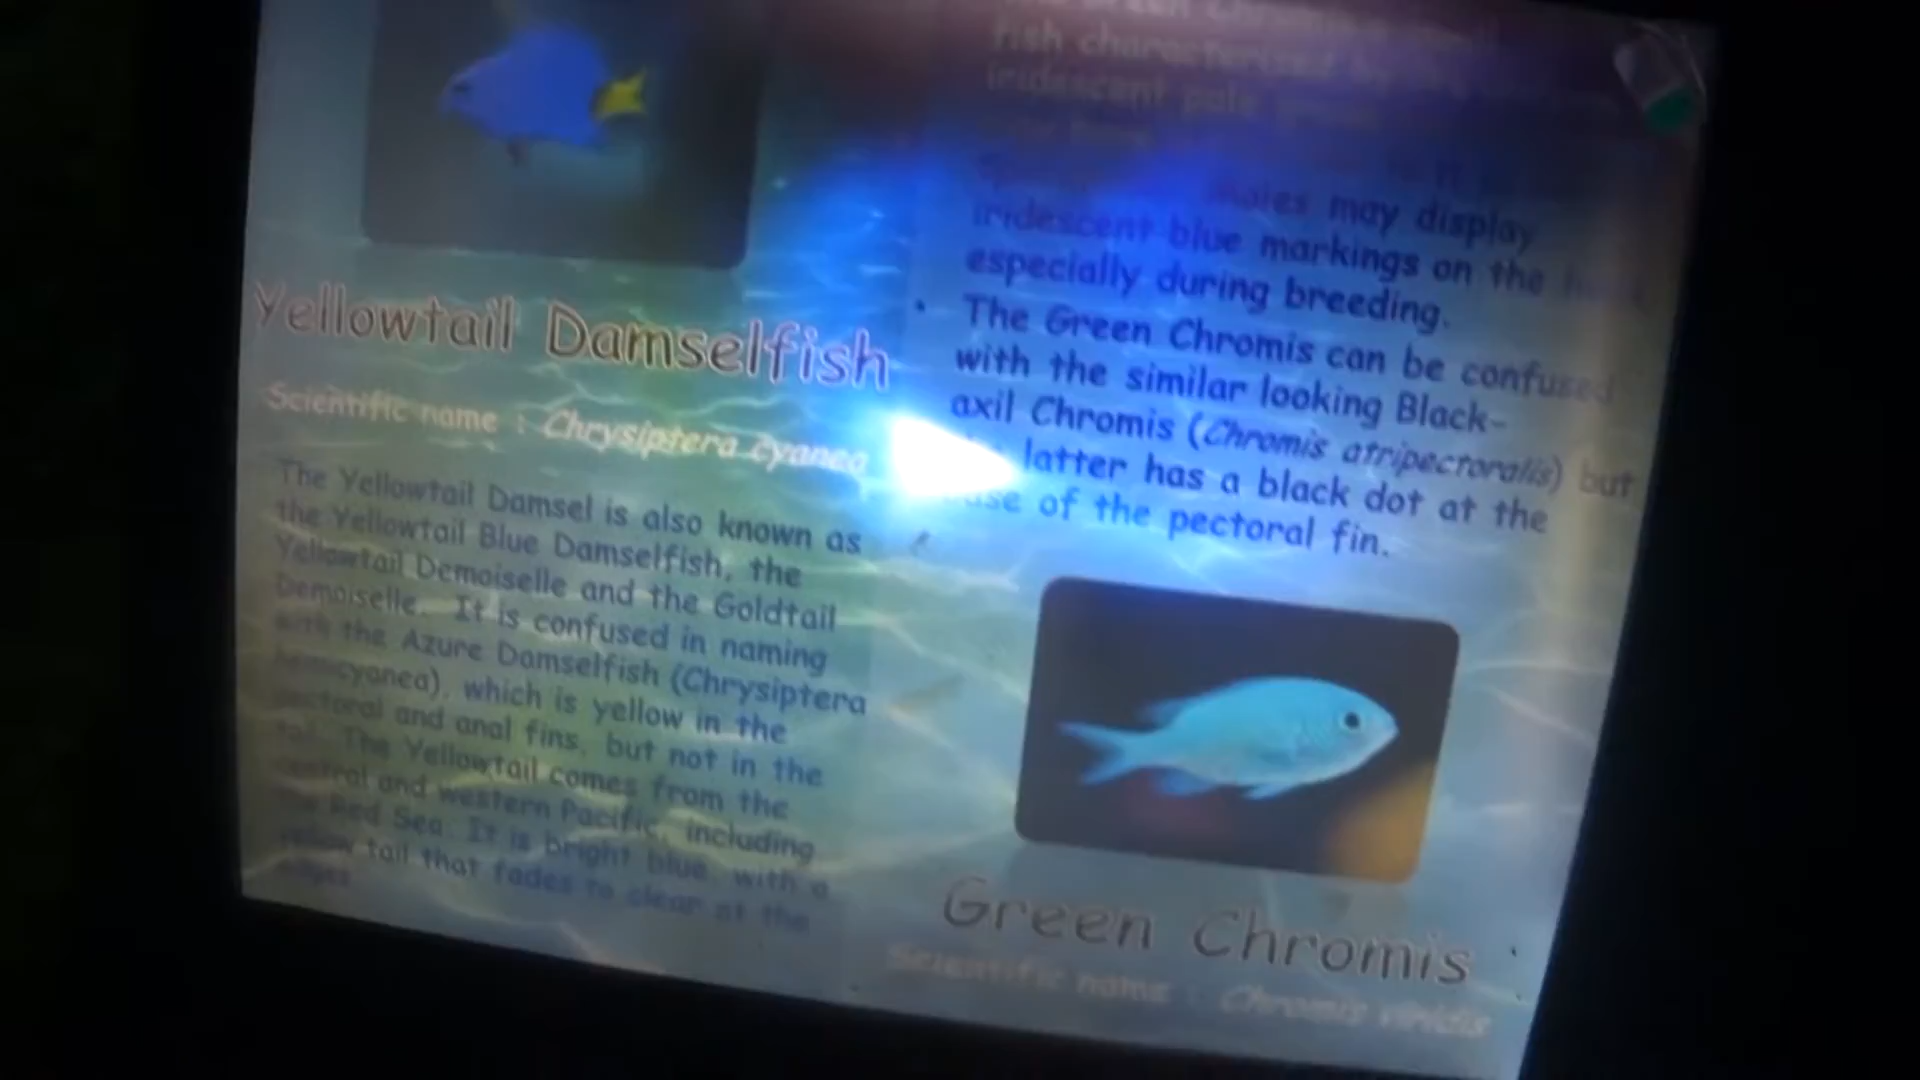 Yellowtail Damselfish
Scientific name : Chrysiptera cyanea
The Yellowtail Damsel is also known as
the Yellowtail Blue Damselfish, the
Yellowtail Demoiselle and the Goldtail
Demoiselle. It is confused in naming
with the Azure Damselfish (Chrysiptera
hemicyanea), which is yellow in the
pectoral and anal fins, but not in the
tail. The Yellowtail comes from the
central and western Pacific, including
the Red Sea. It is bright blue, with a
yellow tail that fades to clear at the
edges
fish characterized by
iridescent pale green
males may display
iridescent blue markings on the
especially during breeding.
• The Green Chromis can be confused
with the similar looking Black-
axil Chromis (Chromis atripectoralis) but
latter has a black dot at the
base of the pectoral fin.
Green Chromis
Scientific name : Chromis viridis